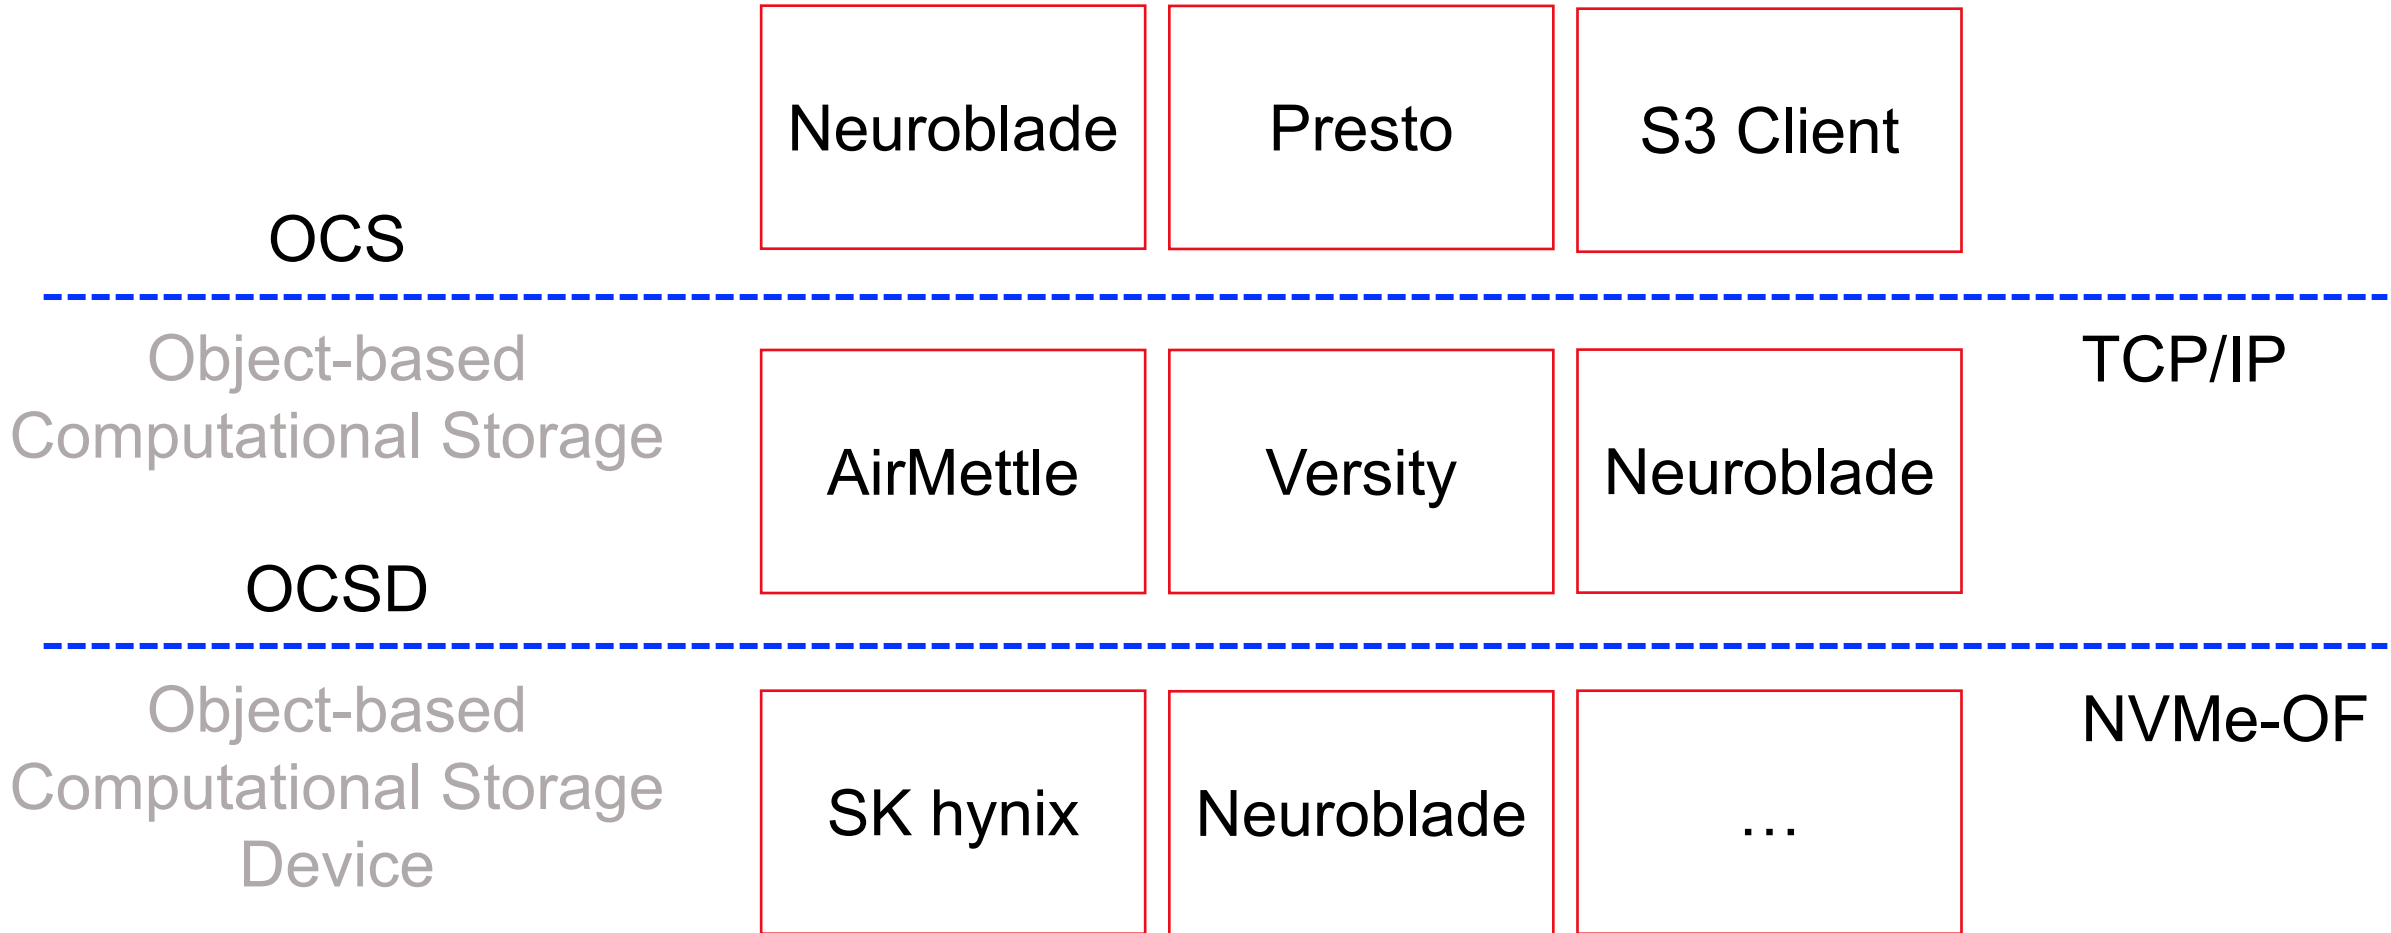 Neuroblade
Presto
S3 Client
OCS
Object-based
Computational Storage
TCP/IP
AirMettle
Versity
Neuroblade
OCSD
Object-based
Computational Storage
Device
NVMe-OF
SK hynix
Neuroblade
…